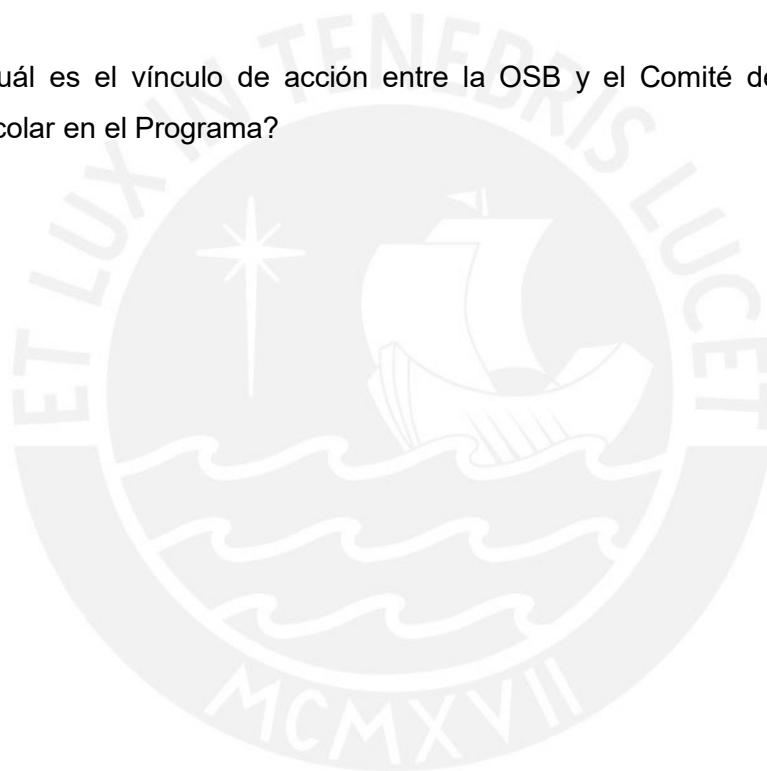 uál es el vínculo de acción entre la OSB y el Comité de
colar en el Programa?
ET LUX IN TENEBRIS LUCET
MCMXVII